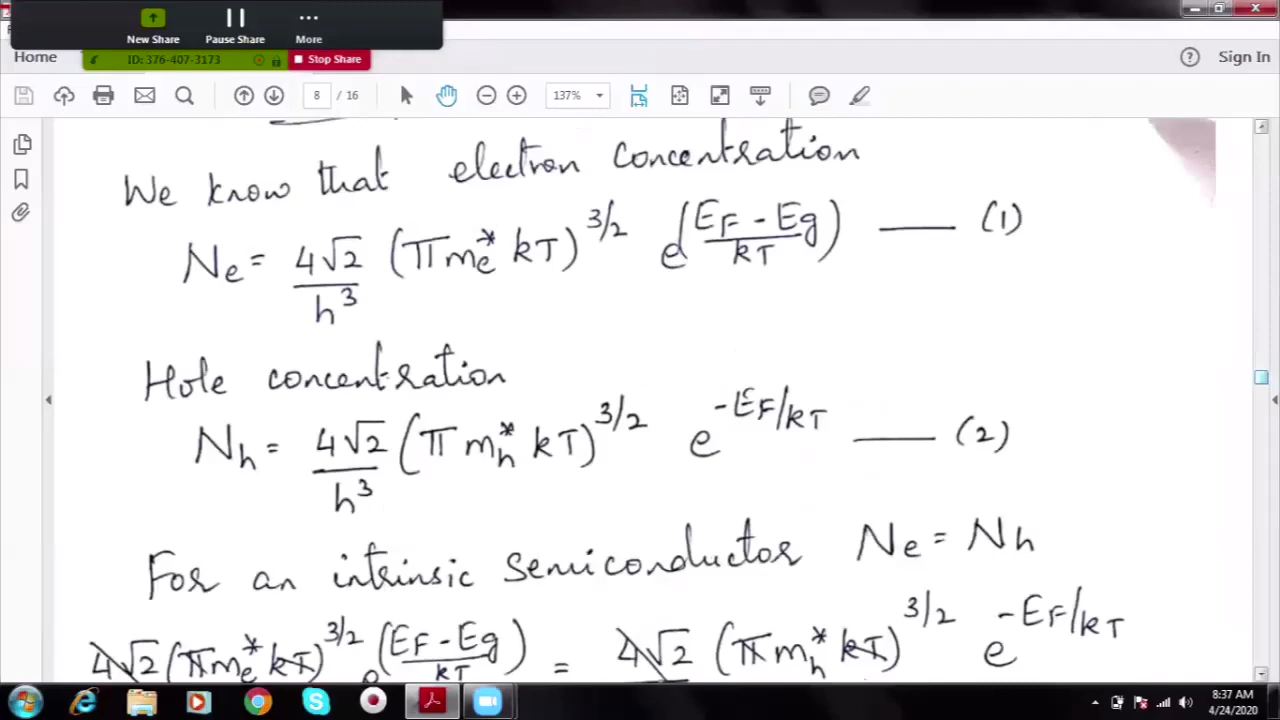 New Share Pause Share More
Home ID: 376-407-3173 Stop Share Sign In
8 / 16 137%
We know that electron concentration
Ne = 4√2/h³ (πme* kT)^3/2 e^(EF - Eg/kT) —— (1)
Hole concentration
Nh = 4√2/h³ (πmh* kT)^3/2 e^-EF/kT —— (2)
For an intrinsic semiconductor Ne = Nh
4√2 (πme* kT)^3/2 e^(EF - Eg/kT) = 4√2 (πmh* kT)^3/2 e^-EF/kT
8:37 AM
4/24/2020